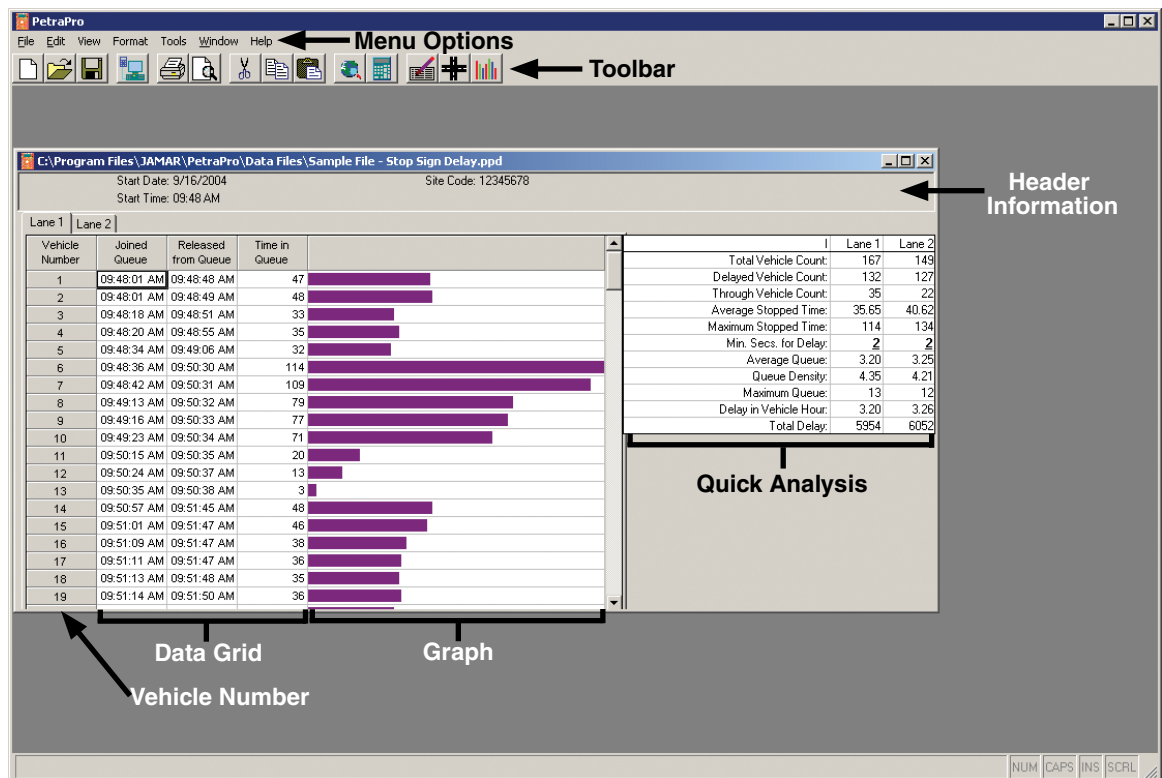 PetraPro
File Edit View Format Tools Window Help
Menu Options
Toolbar
C:\Program Files\JAMAR\PetraPro\Data Files\Sample File - Stop Sign Delay.ppd
Start Date: 9/16/2004 Site Code: 12345678
Start Time: 09:48 AM
Header
Information
Lane 1 Lane 2
Vehicle Number Joined Queue Released from Queue Time in Queue
1 09:48:01 AM 09:48:48 AM 47
2 09:48:01 AM 09:48:49 AM 48
3 09:48:18 AM 09:48:51 AM 33
4 09:48:20 AM 09:48:55 AM 35
5 09:48:34 AM 09:49:06 AM 32
6 09:48:36 AM 09:50:30 AM 114
7 09:48:42 AM 09:50:31 AM 109
8 09:49:13 AM 09:50:32 AM 79
9 09:49:16 AM 09:50:33 AM 77
10 09:49:23 AM 09:50:34 AM 71
11 09:50:15 AM 09:50:35 AM 20
12 09:50:24 AM 09:50:37 AM 13
13 09:50:35 AM 09:50:38 AM 3
14 09:50:57 AM 09:51:45 AM 48
15 09:51:01 AM 09:51:47 AM 46
16 09:51:09 AM 09:51:47 AM 38
17 09:51:11 AM 09:51:47 AM 36
18 09:51:13 AM 09:51:48 AM 35
19 09:51:14 AM 09:51:50 AM 36
Lane 1 Lane 2
Total Vehicle Count: 167 149
Delayed Vehicle Count: 132 127
Through Vehicle Count: 35 22
Average Stopped Time: 35.65 40.62
Maximum Stopped Time: 114 134
Min. Secs. for Delay: 2 2
Average Queue: 3.20 3.25
Queue Density: 4.35 4.21
Maximum Queue: 13 12
Delay in Vehicle Hour: 3.20 3.26
Total Delay: 5954 6052
Quick Analysis
Data Grid
Graph
Vehicle Number
NUM CAPS INS SCRL